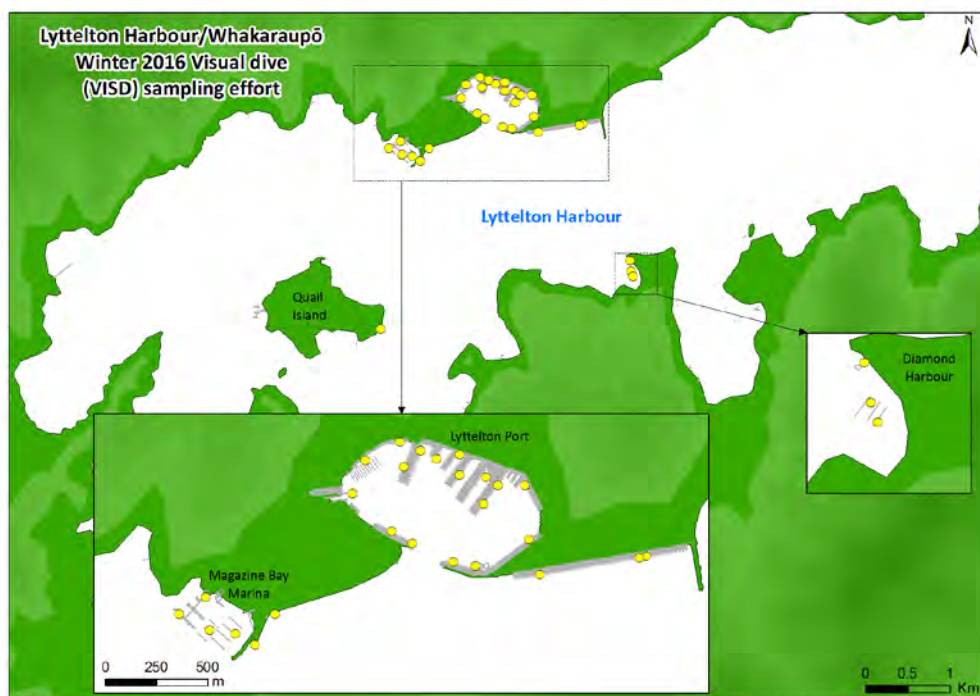 Lyttelton Harbour/Whakaraupō
Winter 2016 Visual dive
(VISD) sampling effort
N
Lyttelton Harbour
Quail
Island
Diamond
Harbour
Lyttelton Port
Magazine Bay
Marina
0 250 500
m
0 0.5 1
Km